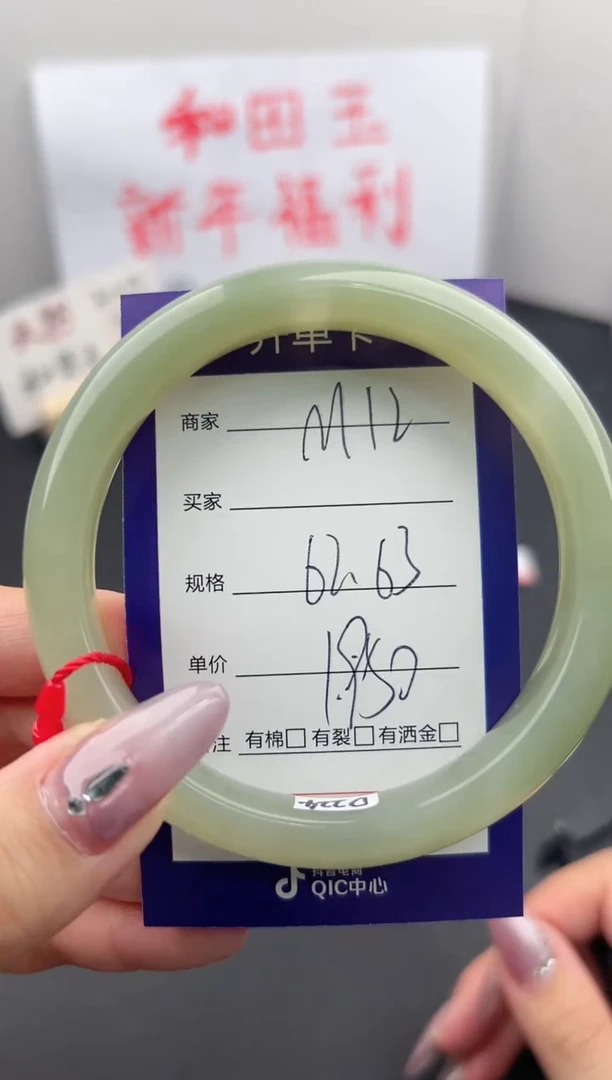 和田玉
新年福利
天然
开单卡
商家 M12
买家
规格 62.63
单价
注 有棉□ 有裂□ 有洒金□
抖音电商
QIC中心